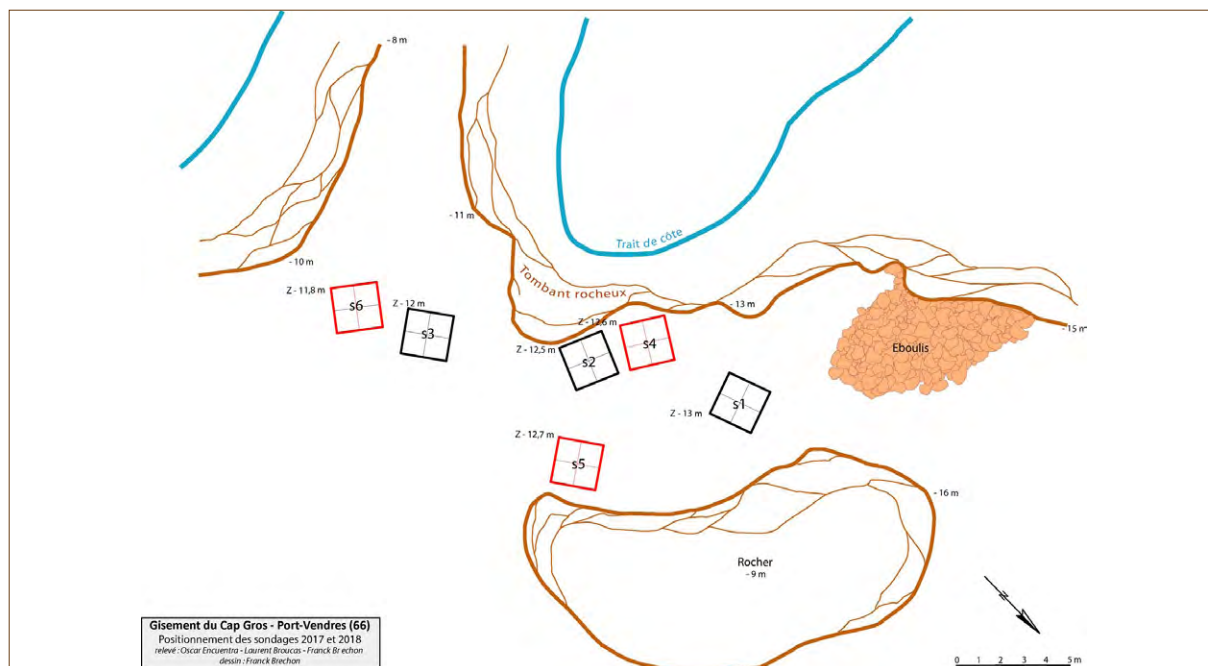 - 8 m
- 11 m
Trait de côte
- 10 m
Tombant rocheux
Z - 11,8 m
s6
Z - 12 m
s3
- 13 m
Z - 12,6 m
s4
- 15 m
Z - 12,5 m
s2
Eboulis
s1
Z - 13 m
Z - 12,7 m
s5
- 16 m
Rocher
- 9 m
N
Gisement du Cap Gros - Port-Vendres (66)
Positionnement des sondages 2017 et 2018
relevé : Oscar Encuentra - Laurent Broucas - Franck Brechon
dessin : Franck Brechon
0 1 2 3 4 5 m